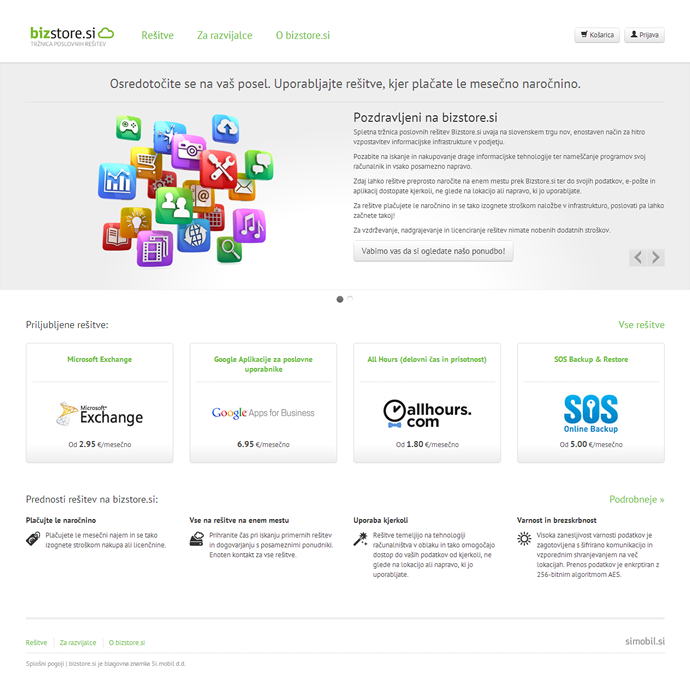 bizstore.si
TRŽNICA POSLOVNIH REŠITEV
Rešitve
Za razvijalce
O bizstore.si
Košarica
Prijava
Osredotočite se na vaš posel. Uporabljajte rešitve, kjer plačate le mesečno naročnino.
Pozdravljeni na bizstore.si
Spletna tržnica poslovnih rešitev Bizstore.si uvaja na slovenskem trgu nov, enostaven način za hitro
vzpostavitev informacijske infrastrukture v podjetju.
Pozabite na iskanje in nakupovanje drage informacijske tehnologije ter nameščanje programov svoj
računalnik in vsako posamezno napravo.
Zdaj lahko rešitve preprosto naročite na enem mestu prek Bizstore.si ter do svojih podatkov, e-pošte in
aplikacij dostopate kjerkoli, ne glede na lokacijo ali napravo, ki jo uporabljate.
Za rešitve plačujete le naročnino in se tako izognete stroškom naložbe v infrastrukturo, poslovati pa lahko
začnete takoj!
Za vzdrževanje, nadgrajevanje in licenciranje rešitev nimate nobenih dodatnih stroškov.
Vabimo vas da si ogledate našo ponudbo!
Priljubljene rešitve:
Vse rešitve
Microsoft Exchange
Microsoft
Exchange
Od 2.95 €/mesečno
Google Aplikacije za poslovne
uporabnike
Google Apps for Business
6.95 €/mesečno
All Hours (delovni čas in prisotnost)
allhours.
com
Od 1.80 €/mesečno
SOS Backup & Restore
SOS
Online Backup
Od 5.00 €/mesečno
Prednosti rešitev na bizstore.si:
Podrobneje »
Plačujte le naročnino
Plačujete le mesečni najem in se tako
izognete stroškom nakupa ali licenčnine.
Vse na rešitve na enem mestu
Prihranite čas pri iskanju primernih rešitev
in dogovarjanju s posameznimi ponudniki.
Enoten kontakt za vse rešitve.
Uporaba kjerkoli
Rešitve temeljijo na tehnologiji
računalništva v oblaku in tako omogočajo
dostop do vaših podatkov od kjerkoli, ne
glede na lokacijo ali napravo, ki jo
uporabljate.
Varnost in brezskrbnost
Visoka zanesljivost varnosti podatkov je
zagotovljena s šifrirano komunikacijo in
vzporednim shranjevanjem na več
lokacijah. Prenos podatkov je enkriptiran z
256-bitnim algoritmom AES.
Rešitve
Za razvijalce
O bizstore.si
simobil.si
Splošni pogoji | bizstore.si je blagovna znamka Si.mobil d.d.